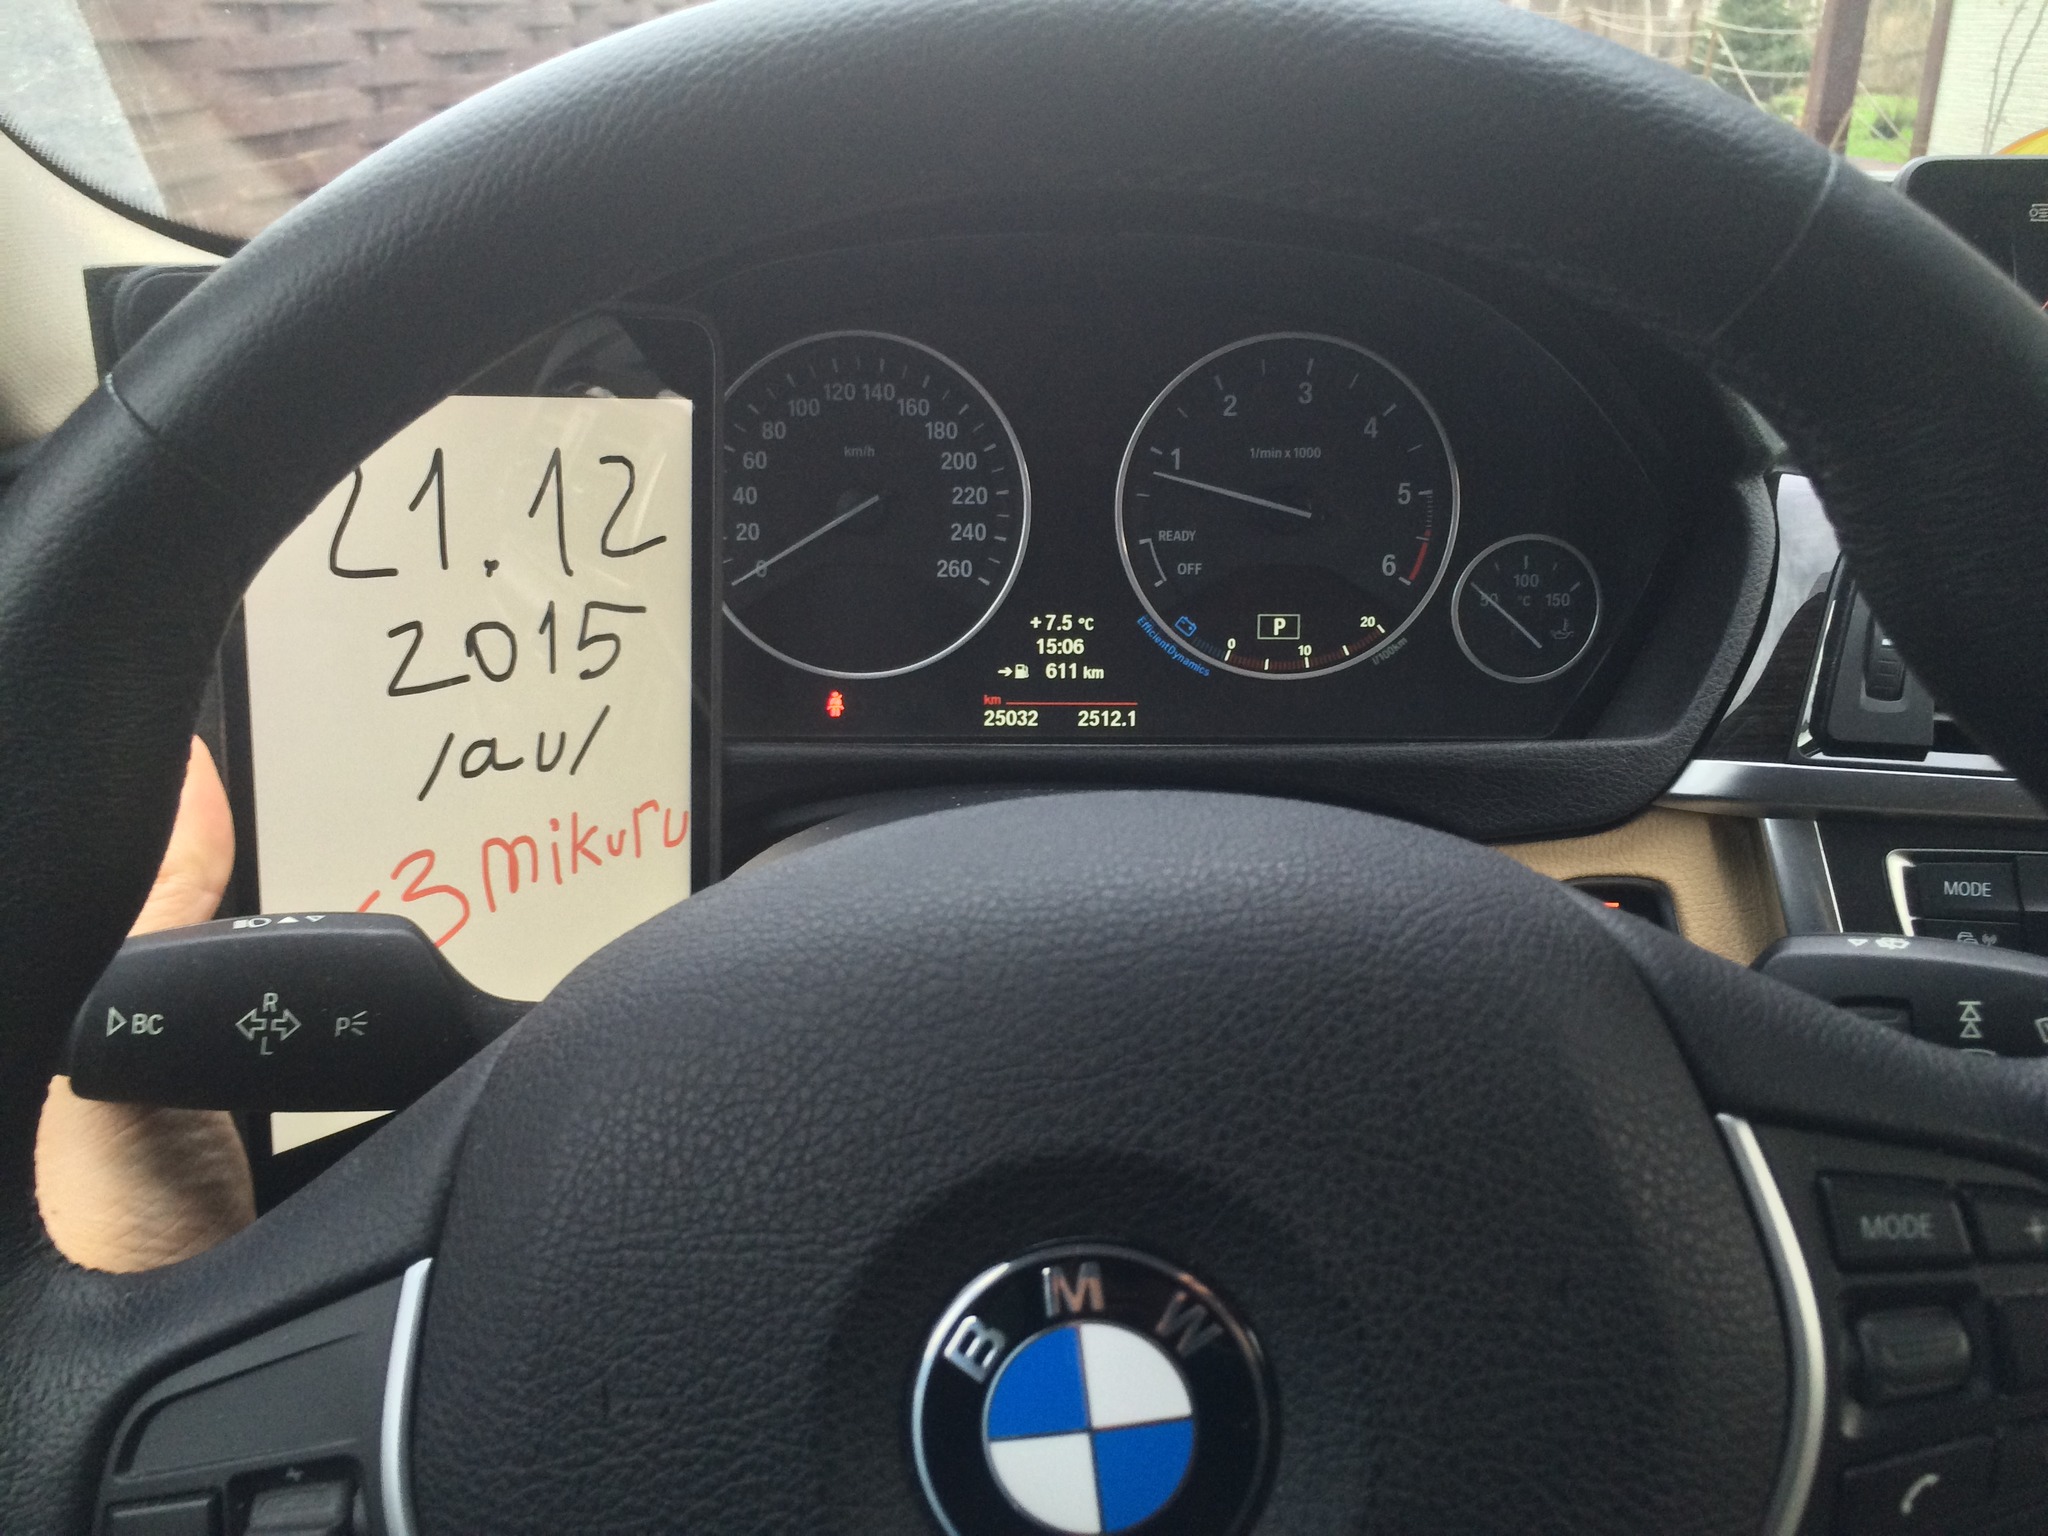 21.12
2015
/au/
<3 mikuru
120 140
100 160
80 180
60 km/h 200
40 220
20 240
0 260
3
2 4
1 1/min x 1000
5
READY
OFF 6
EfficientDynamics
0 10 20
l/100km
P
100
50 °C 150
+7.5 °C
15:06
611 km
km
25032 2512.1
MODE
BC
R
L
P
MODE +
BMW